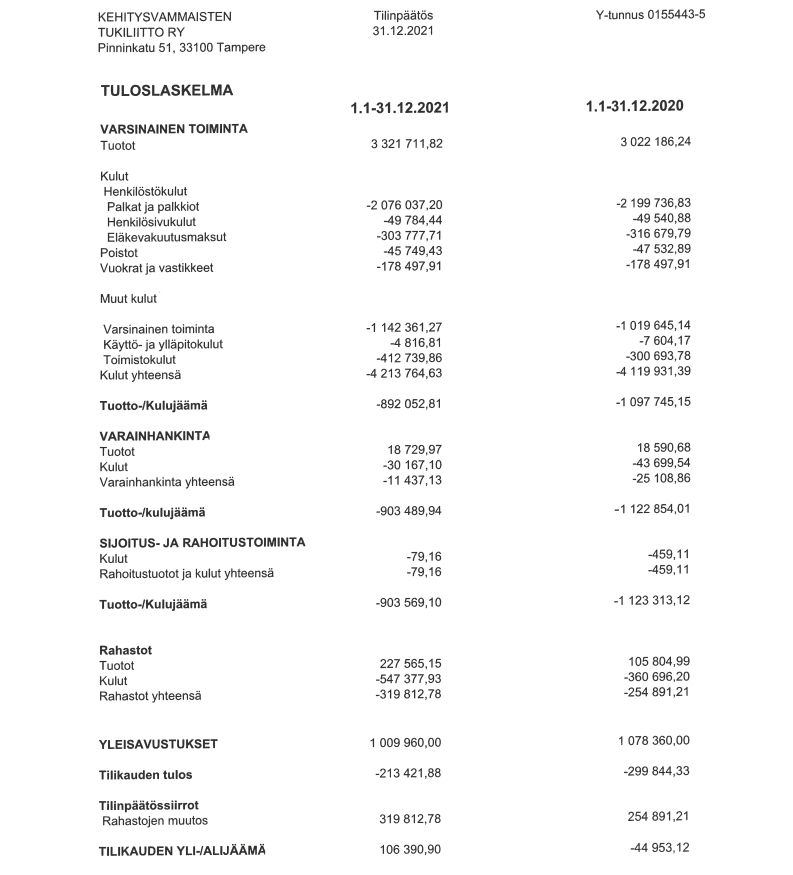 KEHITYSVAMMAISTEN Tilinpäätös Y-tunnus 0155443-5
TUKILIITTO RY 31.12.2021
Pinninkatu 51, 33100 Tampere
TULOSLASKELMA
1.1-31.12.2021 1.1-31.12.2020
VARSINAINEN TOIMINTA
Tuotot 3 321 711,82 3 022 186,24
Kulut
Henkilöstökulut
Palkat ja palkkiot -2 076 037,20 -2 199 736,83
Henkilösivukulut -49 784,44 -49 540,88
Eläkevakuutusmaksut -303 777,71 -316 679,79
Poistot -45 749,43 -47 532,89
Vuokrat ja vastikkeet -178 497,91 -178 497,91
Muut kulut
Varsinainen toiminta -1 142 361,27 -1 019 645,14
Käyttö- ja ylläpitokulut -4 816,81 -7 604,17
Toimistokulut -412 739,86 -300 693,78
Kulut yhteensä -4 213 764,63 -4 119 931,39
Tuotto-/Kulujäämä -892 052,81 -1 097 745,15
VARAINHANKINTA
Tuotot 18 729,97 18 590,68
Kulut -30 167,10 -43 699,54
Varainhankinta yhteensä -11 437,13 -25 108,86
Tuotto-/kulujäämä -903 489,94 -1 122 854,01
SIJOITUS- JA RAHOITUSTOIMINTA
Kulut -79,16 -459,11
Rahoitustuotot ja kulut yhteensä -79,16 -459,11
Tuotto-/Kulujäämä -903 569,10 -1 123 313,12
Rahastot
Tuotot 227 565,15 105 804,99
Kulut -547 377,93 -360 696,20
Rahastot yhteensä -319 812,78 -254 891,21
YLEISAVUSTUKSET 1 009 960,00 1 078 360,00
Tilikauden tulos -213 421,88 -299 844,33
Tilinpäätössiirrot
Rahastojen muutos 319 812,78 254 891,21
TILIKAUDEN YLI-/ALIJÄÄMÄ 106 390,90 -44 953,12